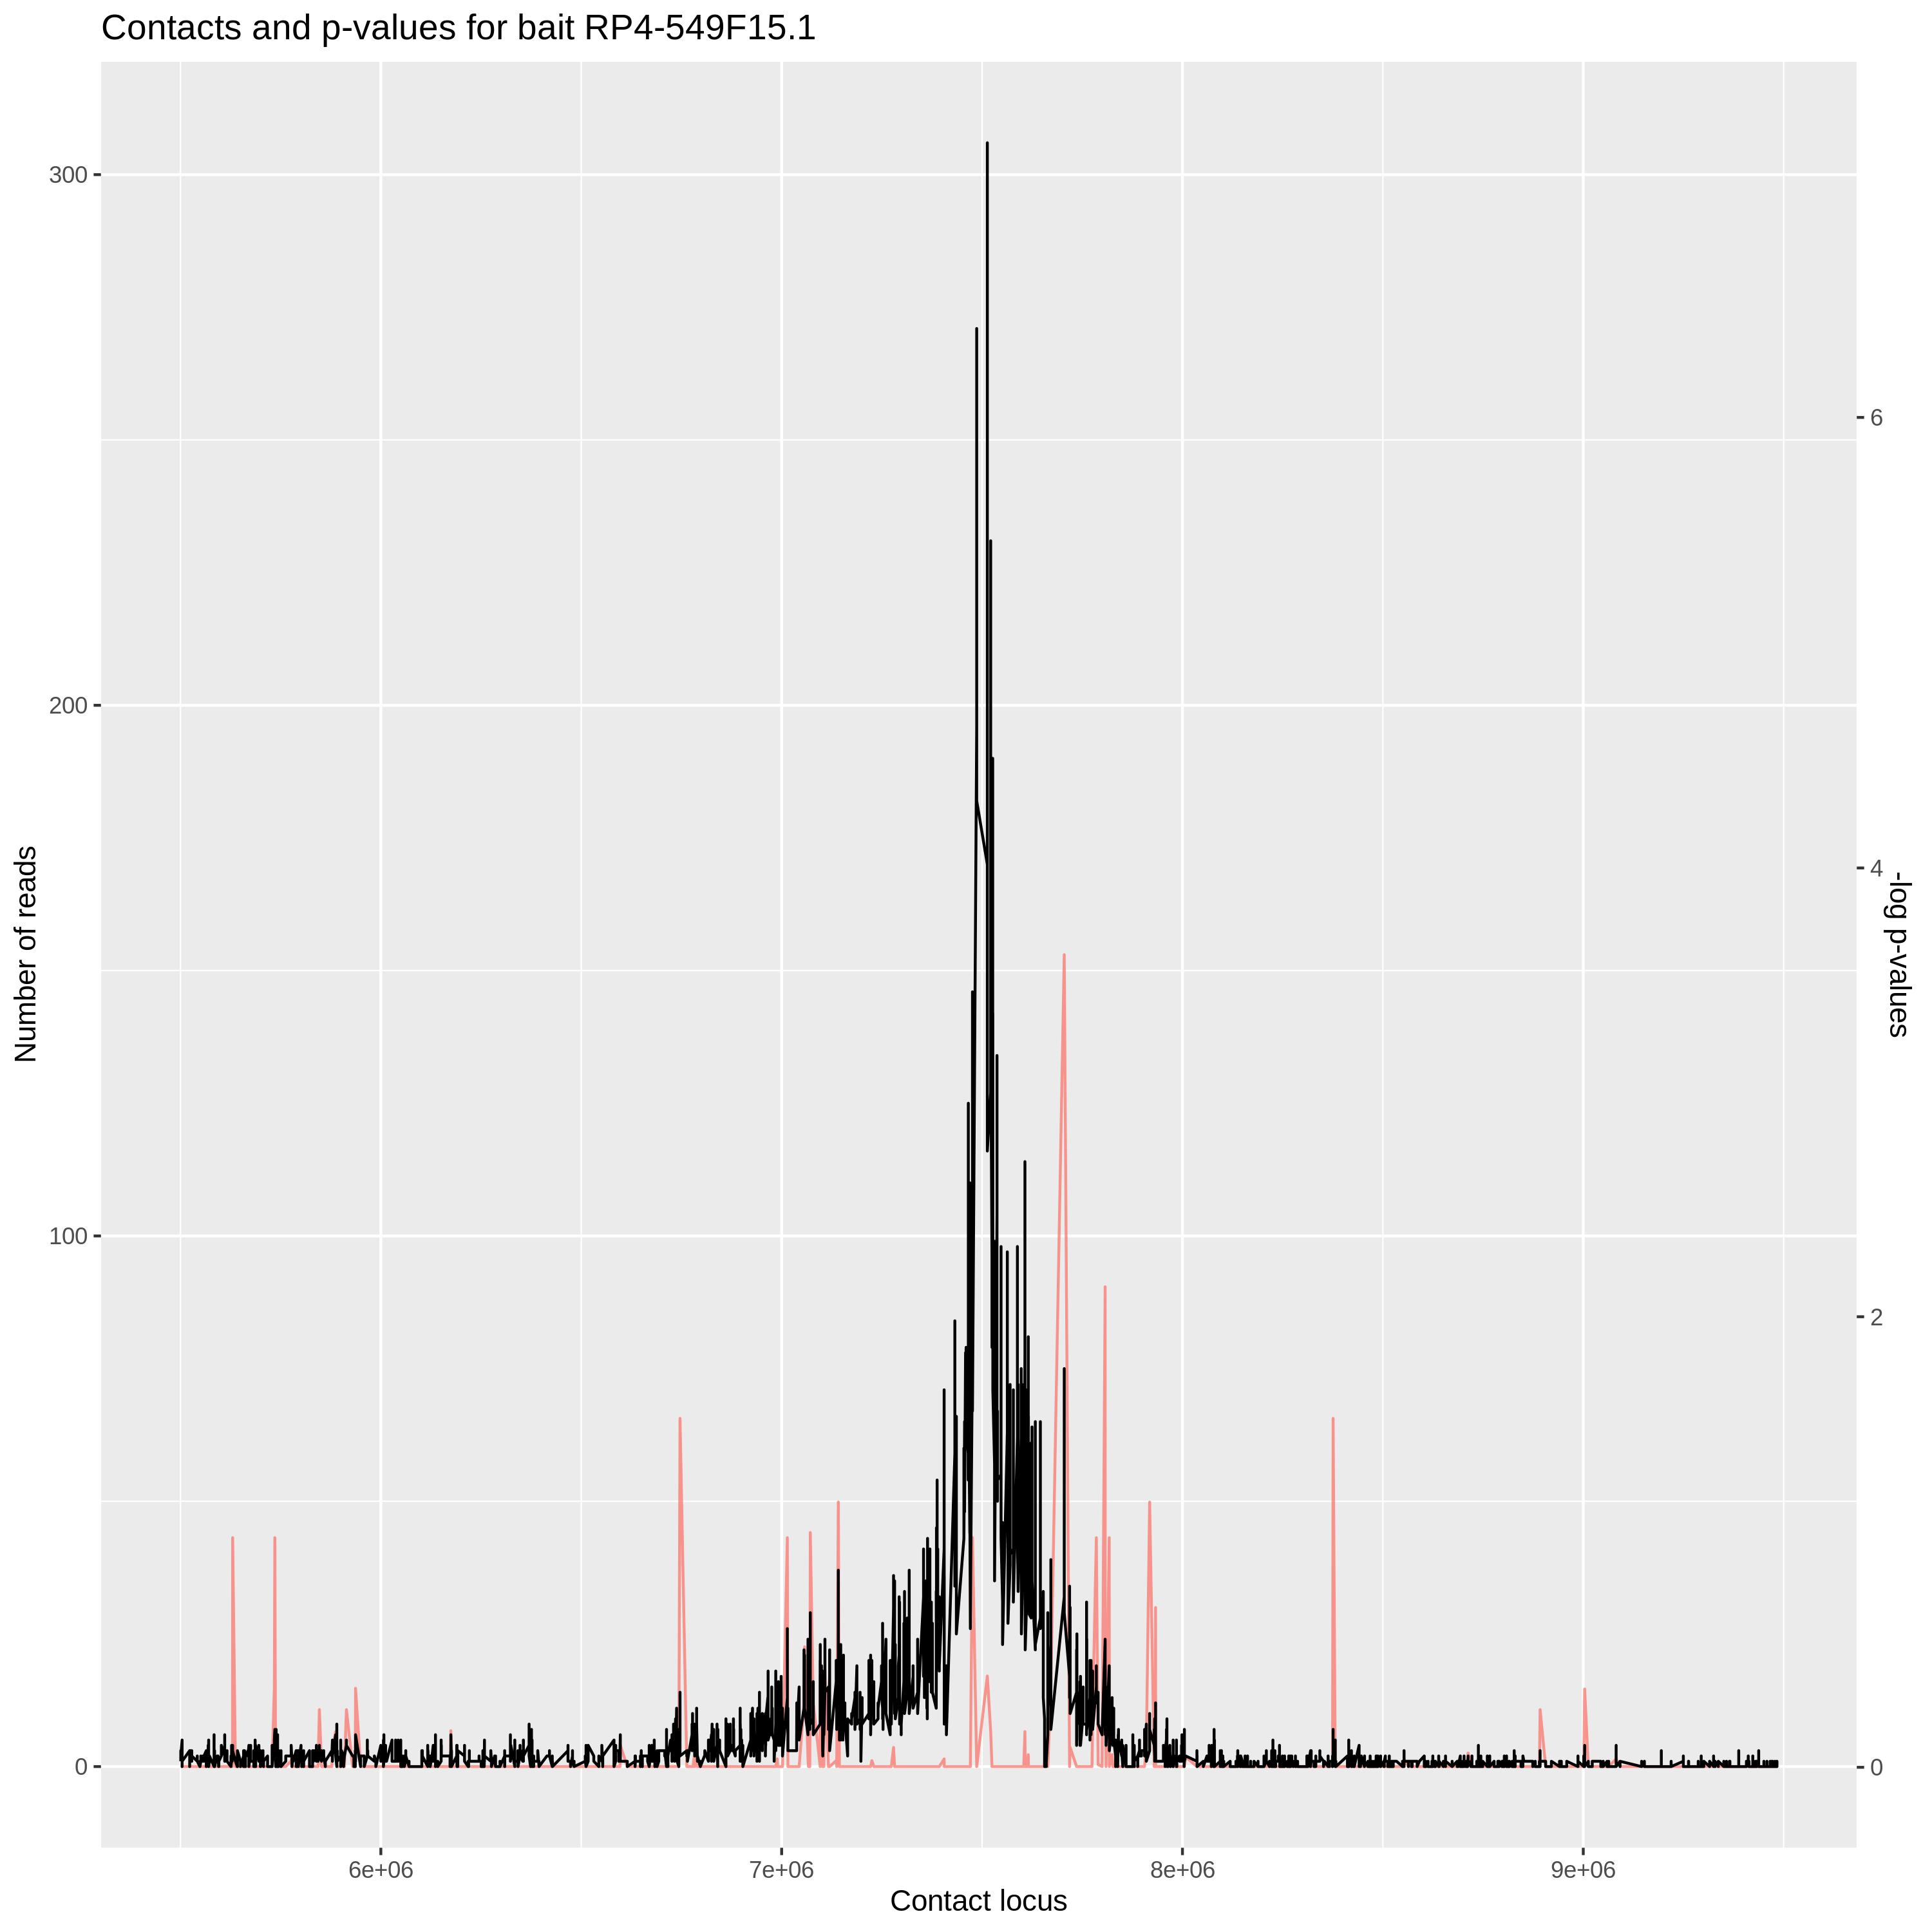 Contacts and p-values for bait RP4-549F15.1
300
200
100
0
Number of reads
6
4
2
0
-log p-values
6e+06
7e+06
8e+06
9e+06
Contact locus